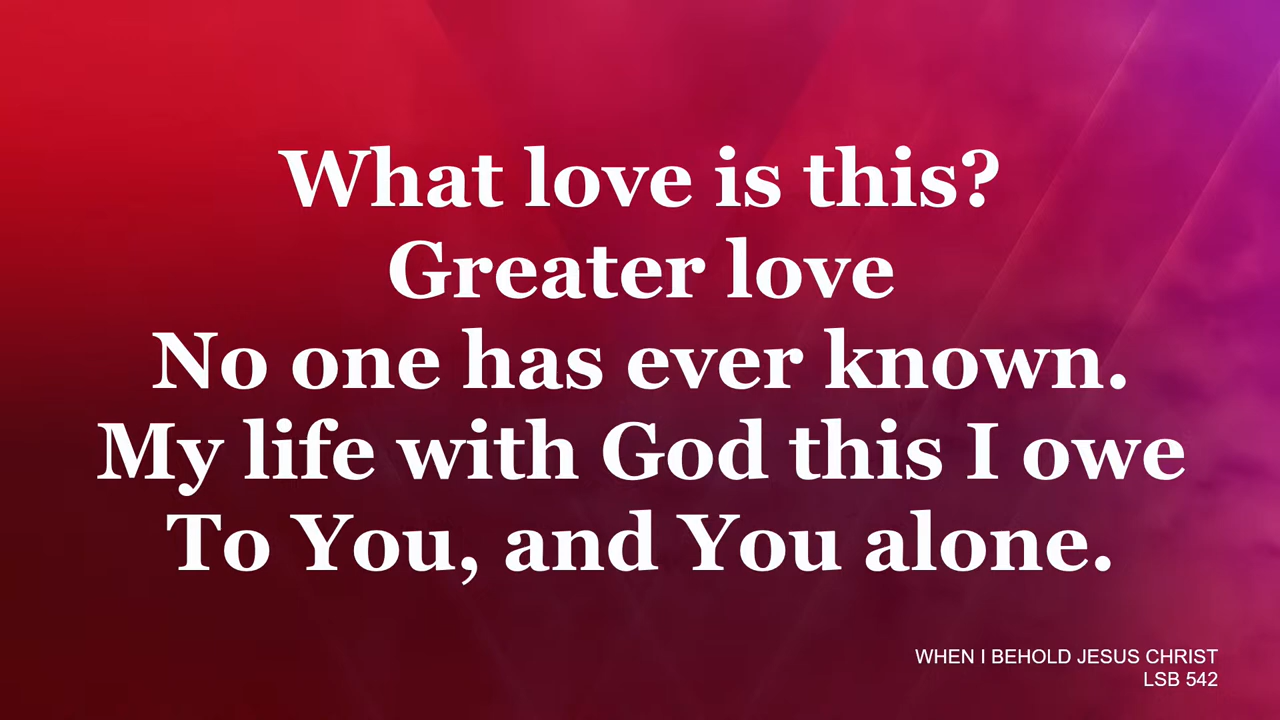 What love is this?
Greater love
No one has ever known.
My life with God this I owe
To You, and You alone.
WHEN I BEHOLD JESUS CHRIST
LSB 542